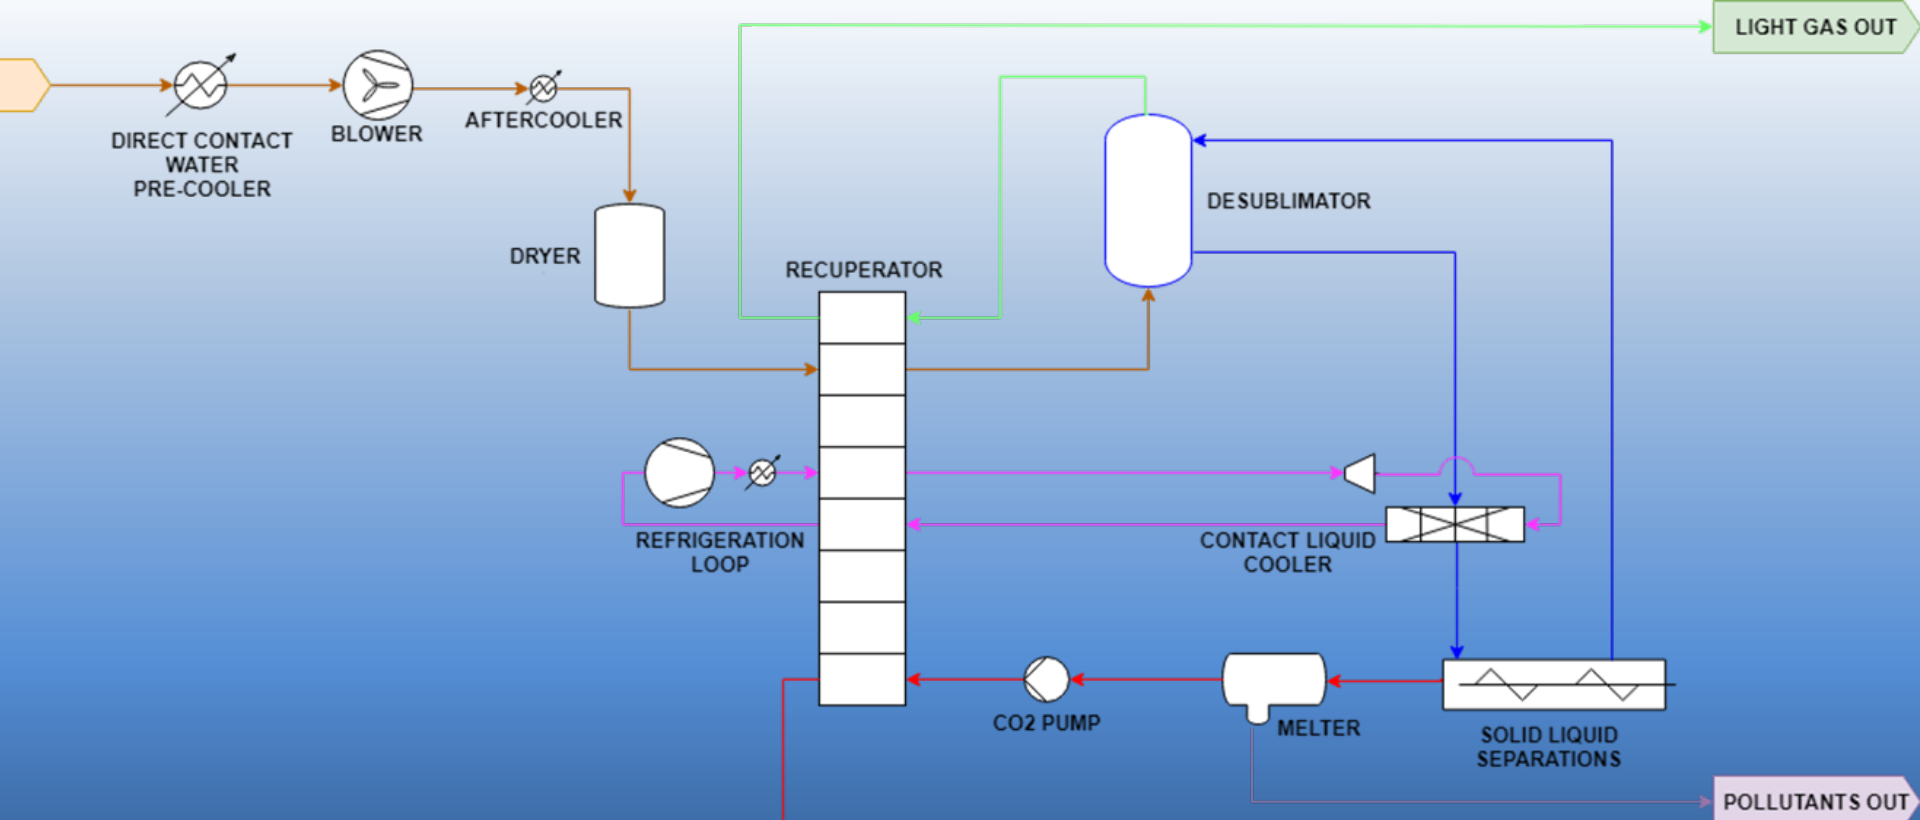 LIGHT GAS OUT
DIRECT CONTACT
WATER
PRE-COOLER
BLOWER
AFTERCOOLER
DRYER
RECUPERATOR
DESUBLIMATOR
REFRIGERATION
LOOP
CONTACT LIQUID
COOLER
CO2 PUMP
MELTER
SOLID LIQUID
SEPARATIONS
POLLUTANTS OUT